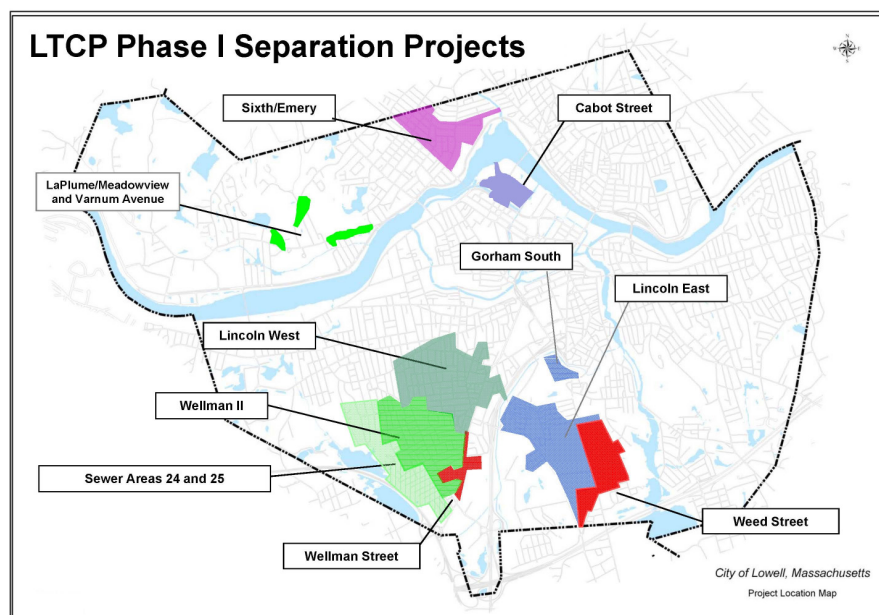 LTCP Phase I Separation Projects
N
Sixth/Emery
Cabot Street
LaPlume/Meadowview
and Varnum Avenue
Gorham South
Lincoln East
Lincoln West
Wellman II
Sewer Areas 24 and 25
Weed Street
Wellman Street
City of Lowell, Massachusetts
Project Location Map